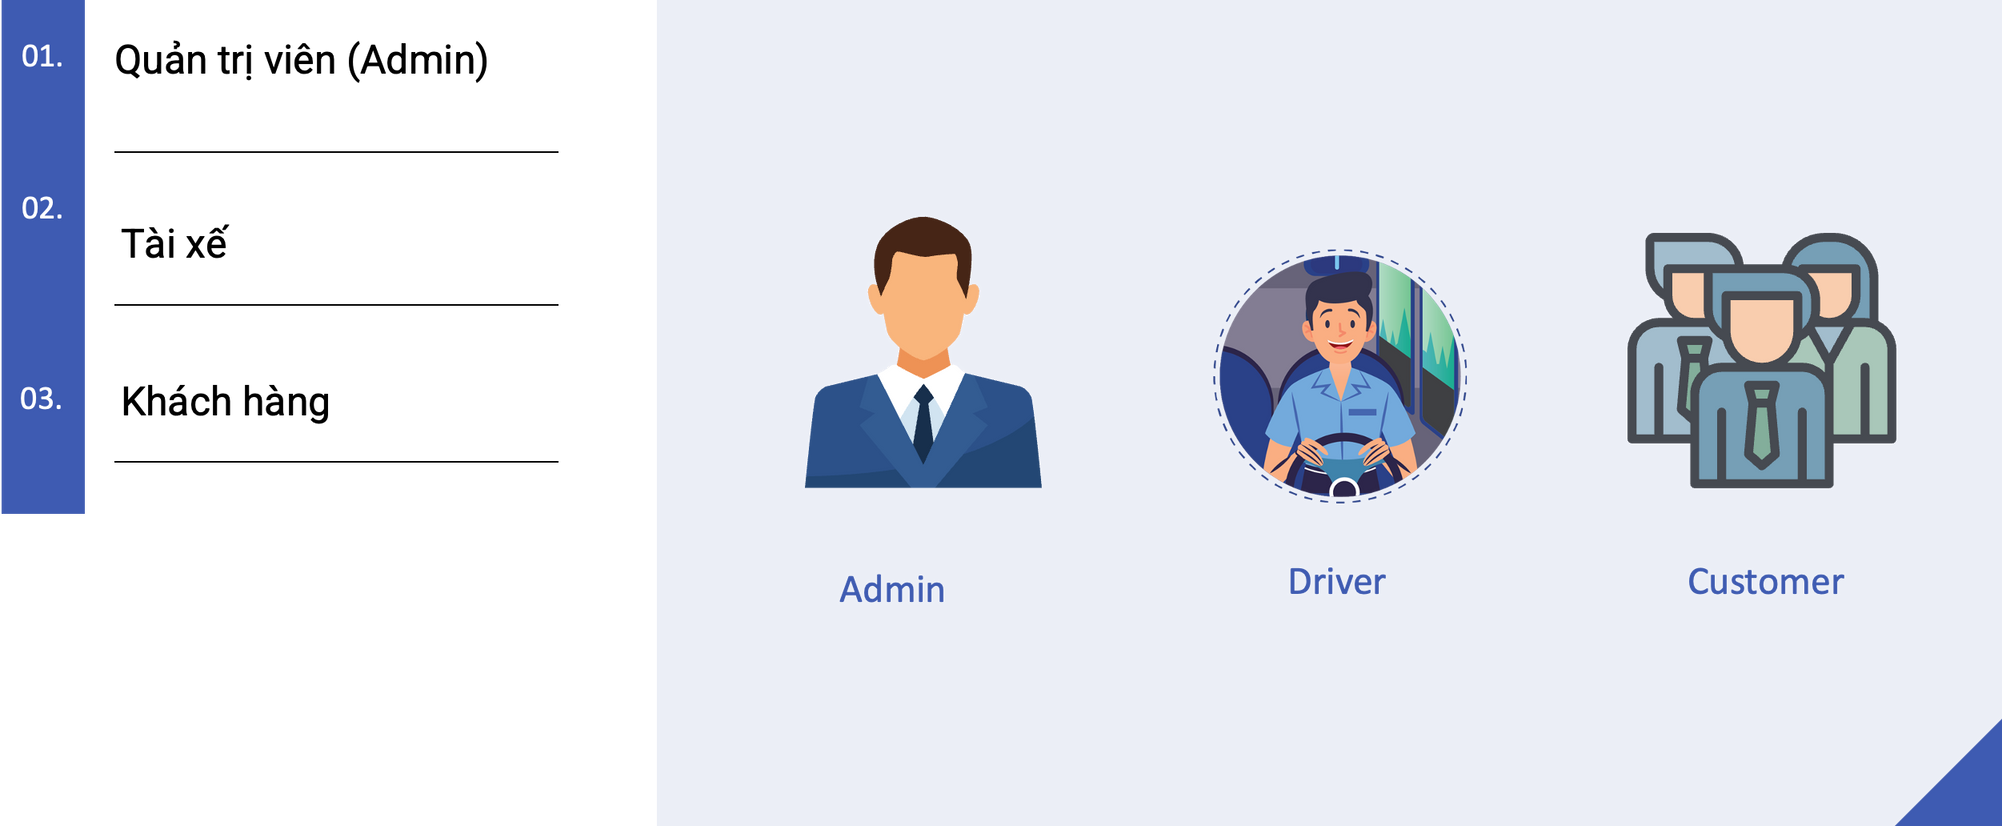 01.
Quản trị viên (Admin)
02.
Tài xế
03.
Khách hàng
Admin
Driver
Customer